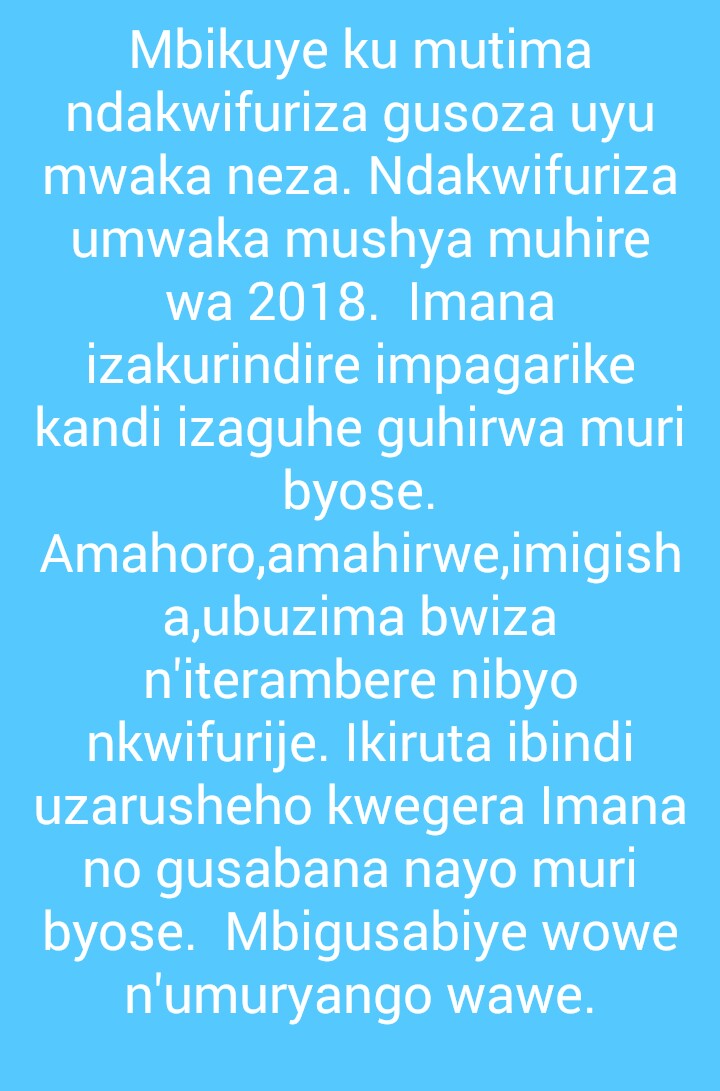 Mbikuye ku mutima
ndakwifuriza gusoza uyu
mwaka neza. Ndakwifuriza
umwaka mushya muhire
wa 2018.  Imana
izakurindire impagarike
kandi izaguhe guhirwa muri
byose.
Amahoro,amahirwe,imigish
a,ubuzima bwiza
n'iterambere nibyo
nkwifurije. Ikiruta ibindi
uzarusheho kwegera Imana
no gusabana nayo muri
byose.  Mbigusabiye wowe
n'umuryango wawe.